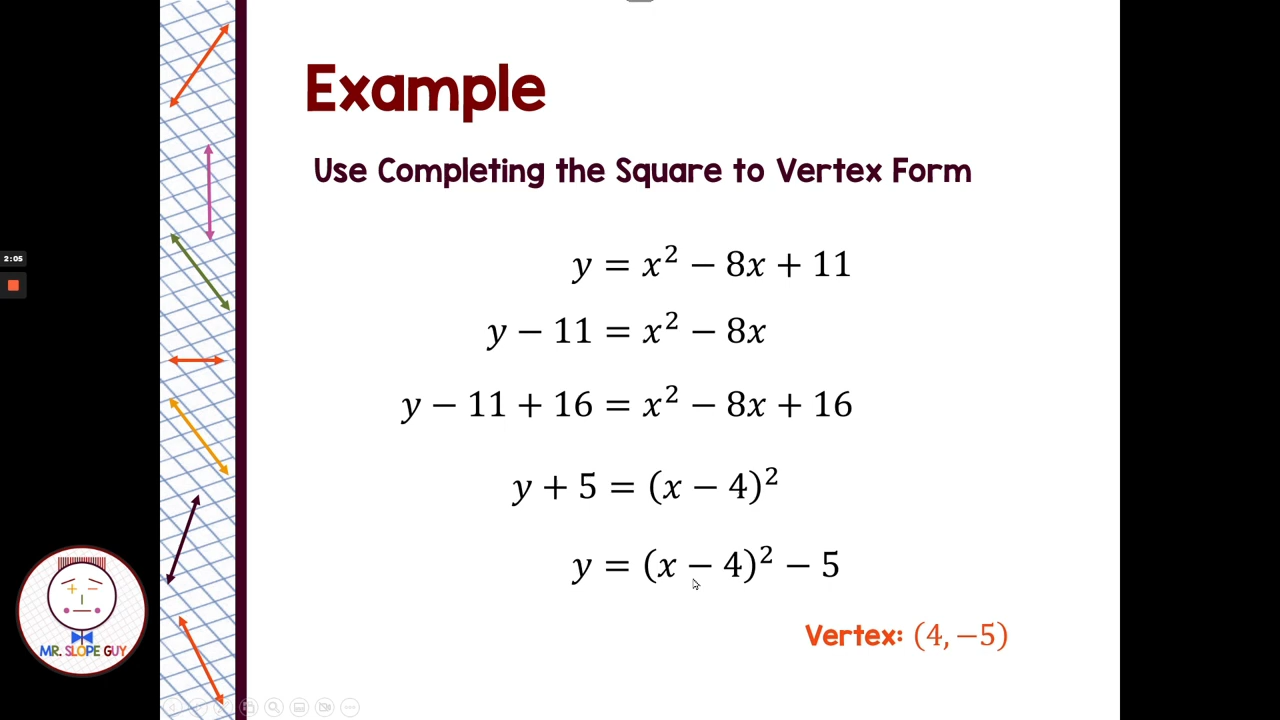 Example
Use Completing the Square to Vertex Form
y = x² − 8x + 11
y − 11 = x² − 8x
y − 11 + 16 = x² − 8x + 16
y + 5 = (x − 4)²
y = (x − 4)² − 5
Vertex: (4, −5)
2:05
MR. SLOPE GUY